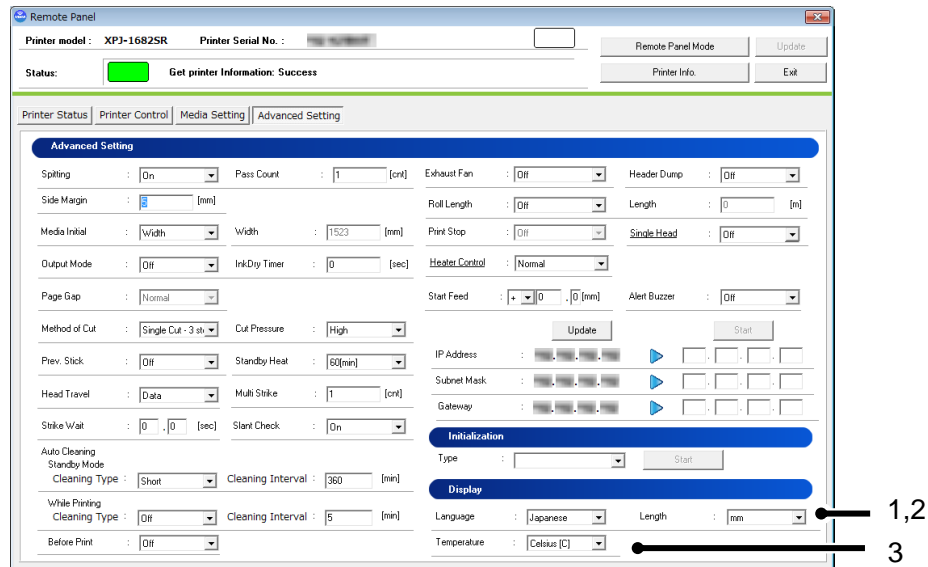 Remote Panel
Printer model : XPJ-1682SR Printer Serial No. :
Remote Panel Mode Update
Status: Get printer Information: Success Printer Info. Exit
Printer Status Printer Control Media Setting Advanced Setting
Advanced Setting
Spitting : On Pass Count : 1 [cnt] Exhaust Fan : Off Header Dump : Off
Side Margin : 5 [mm] Roll Length : Off Length : 0 [m]
Media Initial : Width Width : 1523 [mm] Print Stop : Off Single Head : Off
Output Mode : Off InkDry Timer : 0 [sec] Heater Control : Normal
Page Gap : Normal Start Feed : + 0 . 0 [mm] Alert Buzzer : Off
Method of Cut : Single Cut - 3 st Cut Pressure : High Update Start
Prev. Stick : Off Standby Heat : 60[min] IP Address :
Subnet Mask :
Head Travel : Data Multi Strike : 1 [cnt] Gateway :
Strike Wait : 0 . 0 [sec] Slant Check : On
Initialization
Auto Cleaning
Standby Mode
Type : Start
Cleaning Type : Short Cleaning Interval : 360 [min]
Display
While Printing
Cleaning Type : Off Cleaning Interval : 5 [min] Language : Japanese Length : mm 1,2
Before Print : Off Temperature : Celsius [C] 3